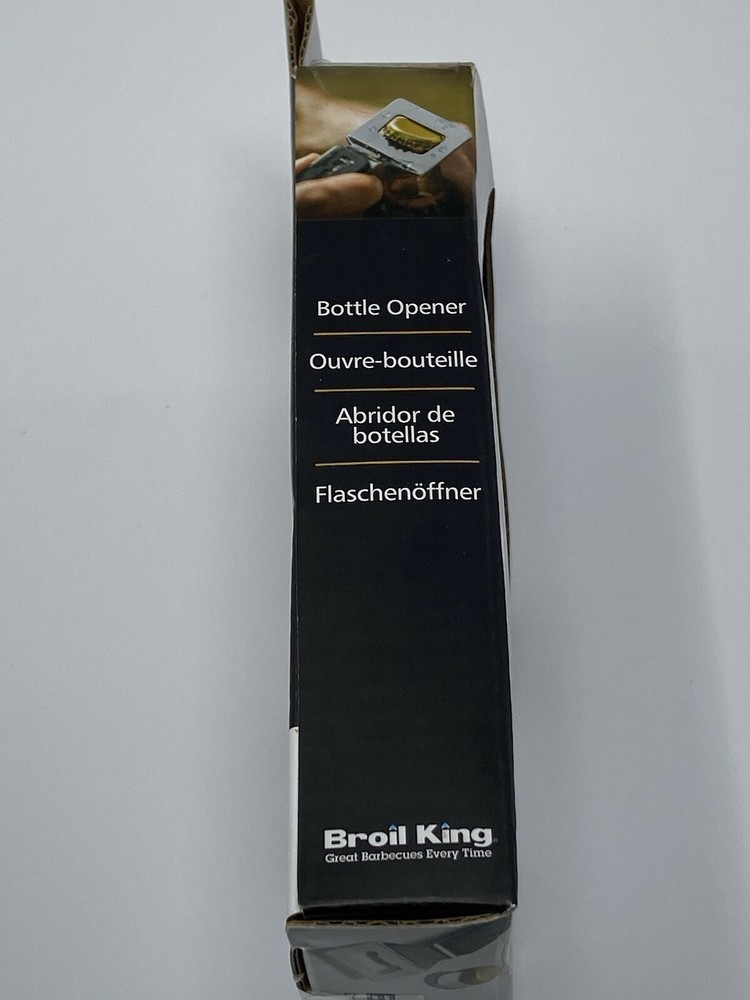 Bottle Opener
Ouvre-bouteille
Abridor de
botellas
Flaschenöffner
Broil King
Great Barbecues Every Time